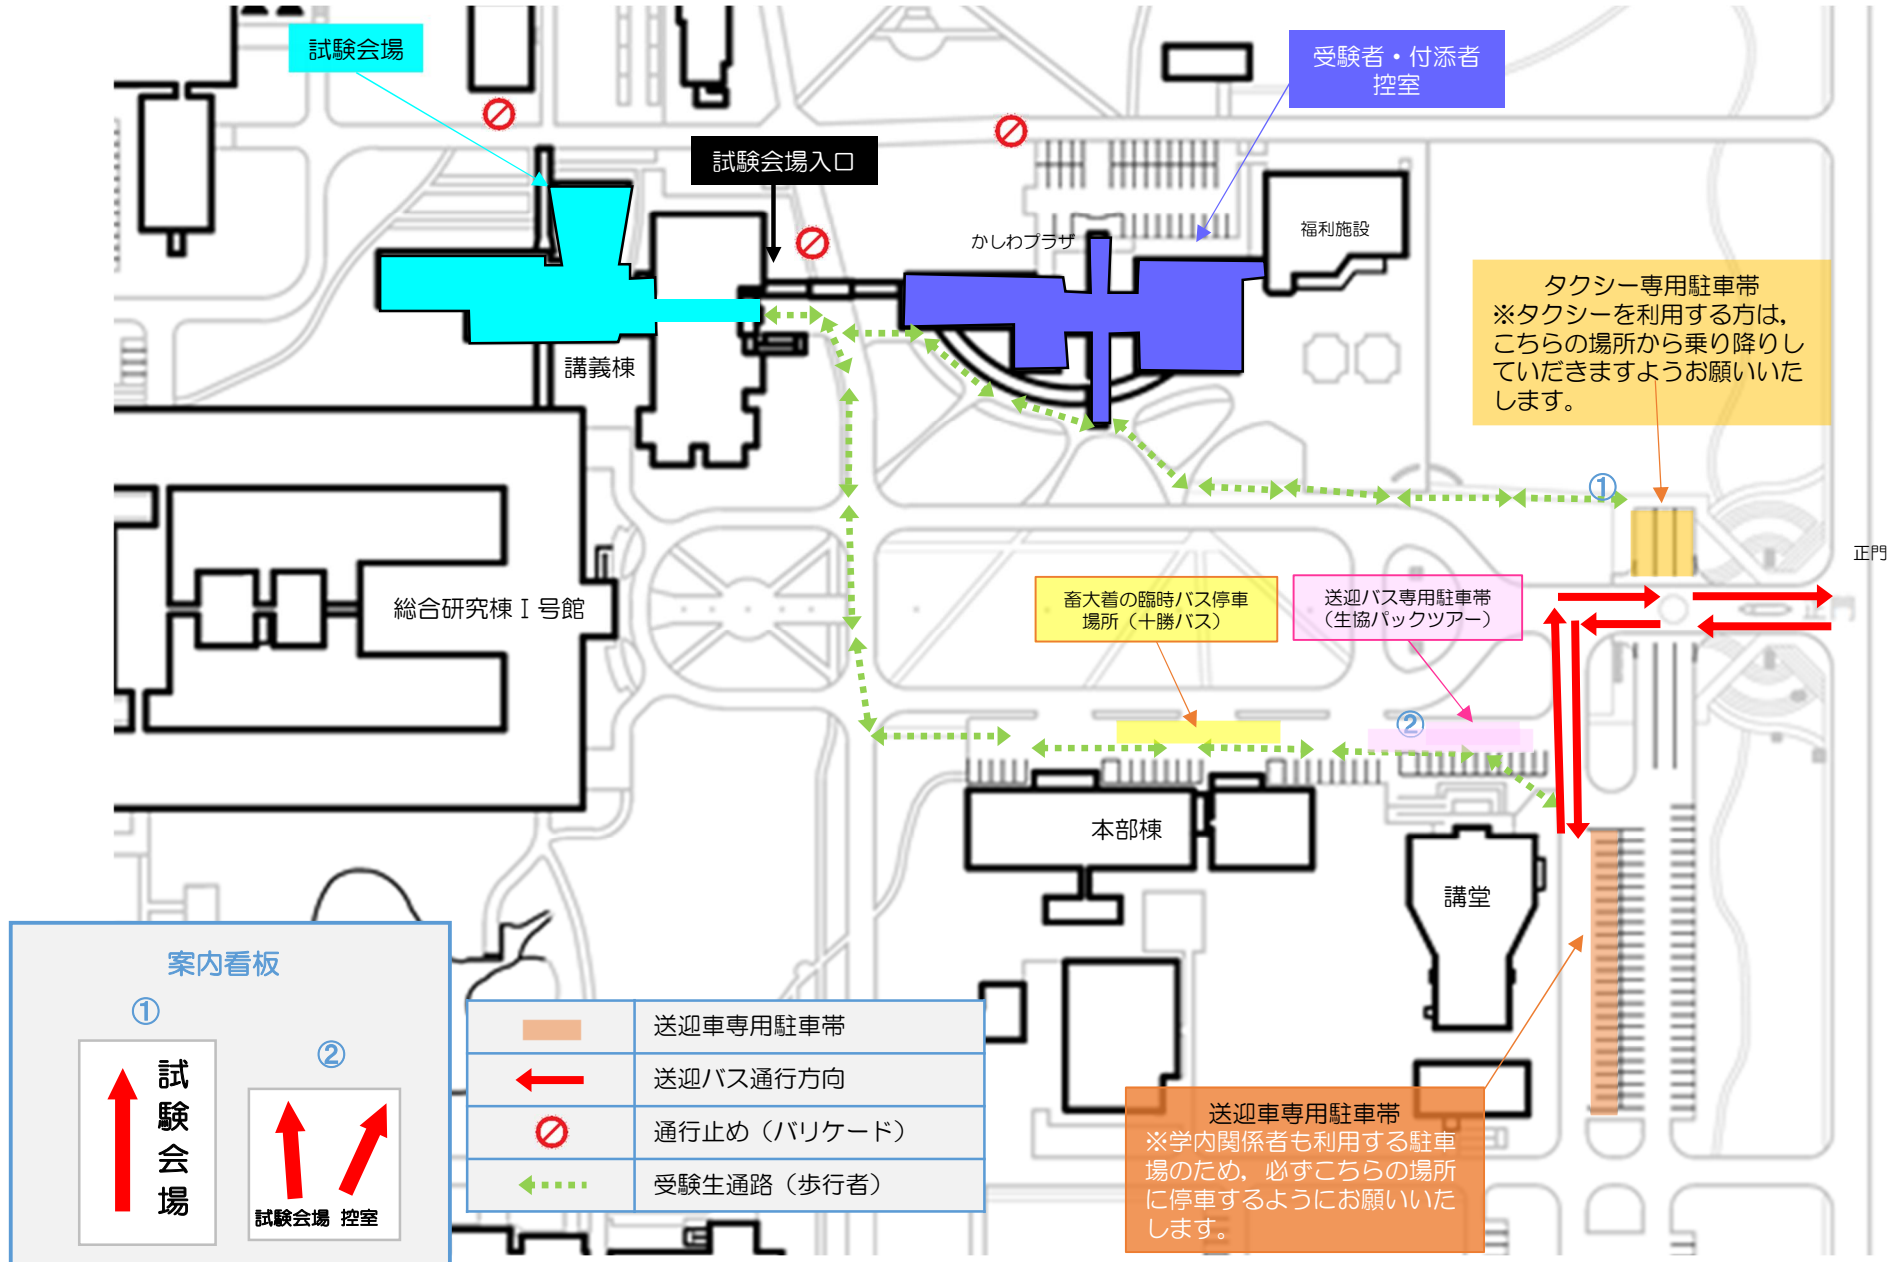 試験会場
受験者・付添者
控室
試験会場入口
かしわプラザ
福利施設
タクシー専用駐車帯
※タクシーを利用する方は，
こちらの場所から乗り降りし
ていだきますようお願いいた
します。
講義棟
①
正門
総合研究棟Ⅰ号館
畜大着の臨時バス停車
場所（十勝バス）
送迎バス専用駐車帯
（生協パックツアー）
②
本部棟
講堂
案内看板
①
試験会場
②
試験会場 控室
送迎車専用駐車帯
送迎バス通行方向
通行止め（バリケード）
受験生通路（歩行者）
送迎車専用駐車帯
※学内関係者も利用する駐車
場のため，必ずこちらの場所
に停車するようにお願いいた
します。